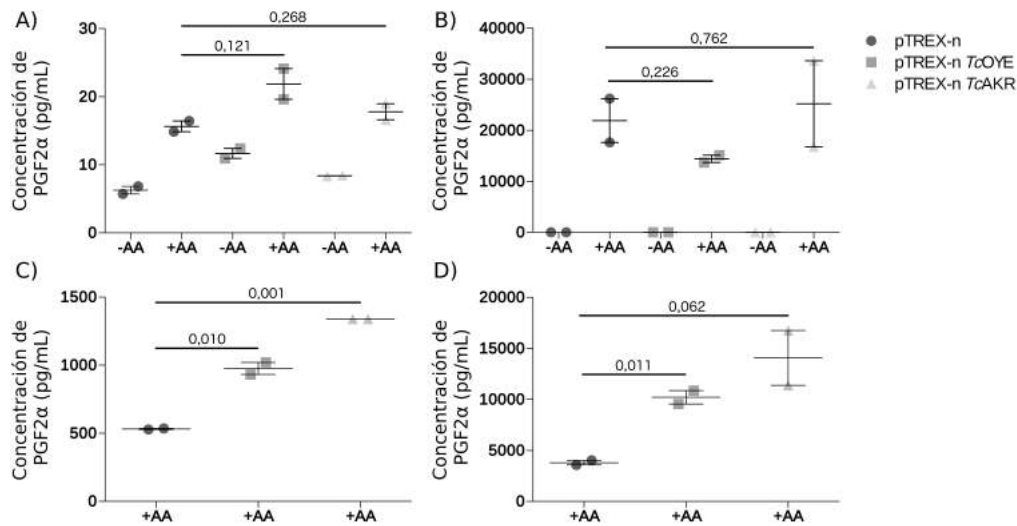 A)
Concentración de
PGF2α (pg/mL)
30
20
10
0
0,268
0,121
-AA +AA -AA +AA -AA +AA
B)
Concentración de
PGF2α (pg/mL)
40000
30000
20000
10000
0
0,762
0,226
-AA +AA -AA +AA -AA +AA
pTREX-n
pTREX-n TcOYE
pTREX-n TcAKR
C)
Concentración de
PGF2α (pg/mL)
1500
1000
500
0
0,001
0,010
+AA +AA +AA
D)
Concentración de
PGF2α (pg/mL)
20000
15000
10000
5000
0
0,062
0,011
+AA +AA +AA